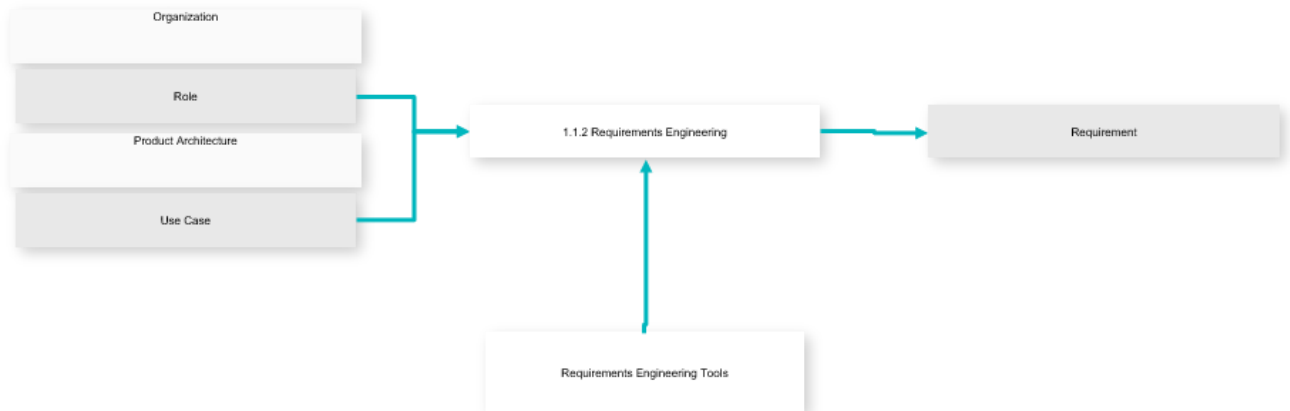 Organization
Role
Product Architecture
Use Case
1.1.2 Requirements Engineering
Requirement
Requirements Engineering Tools